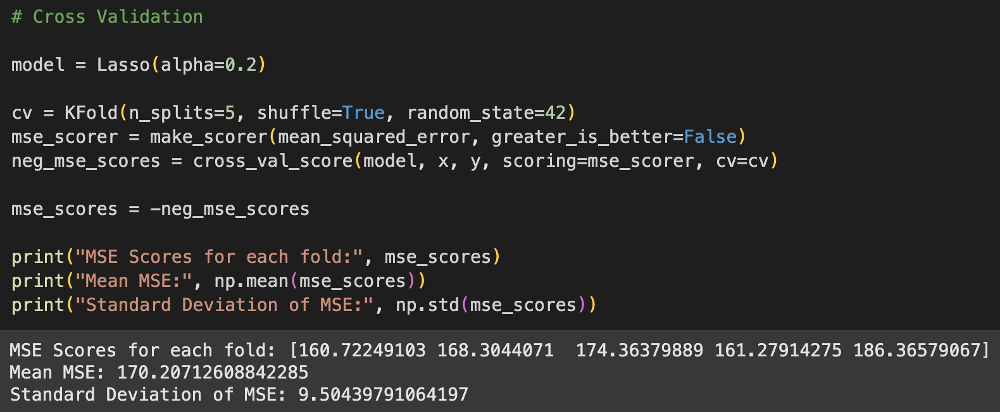 # Cross Validation
model = Lasso(alpha=0.2)
cv = KFold(n_splits=5, shuffle=True, random_state=42)
mse_scorer = make_scorer(mean_squared_error, greater_is_better=False)
neg_mse_scores = cross_val_score(model, x, y, scoring=mse_scorer, cv=cv)
mse_scores = -neg_mse_scores
print("MSE Scores for each fold:", mse_scores)
print("Mean MSE:", np.mean(mse_scores))
print("Standard Deviation of MSE:", np.std(mse_scores))
MSE Scores for each fold: [160.72249103 168.3044071  174.36379889 161.27914275 186.36579067]
Mean MSE: 170.20712608842285
Standard Deviation of MSE: 9.50439791064197